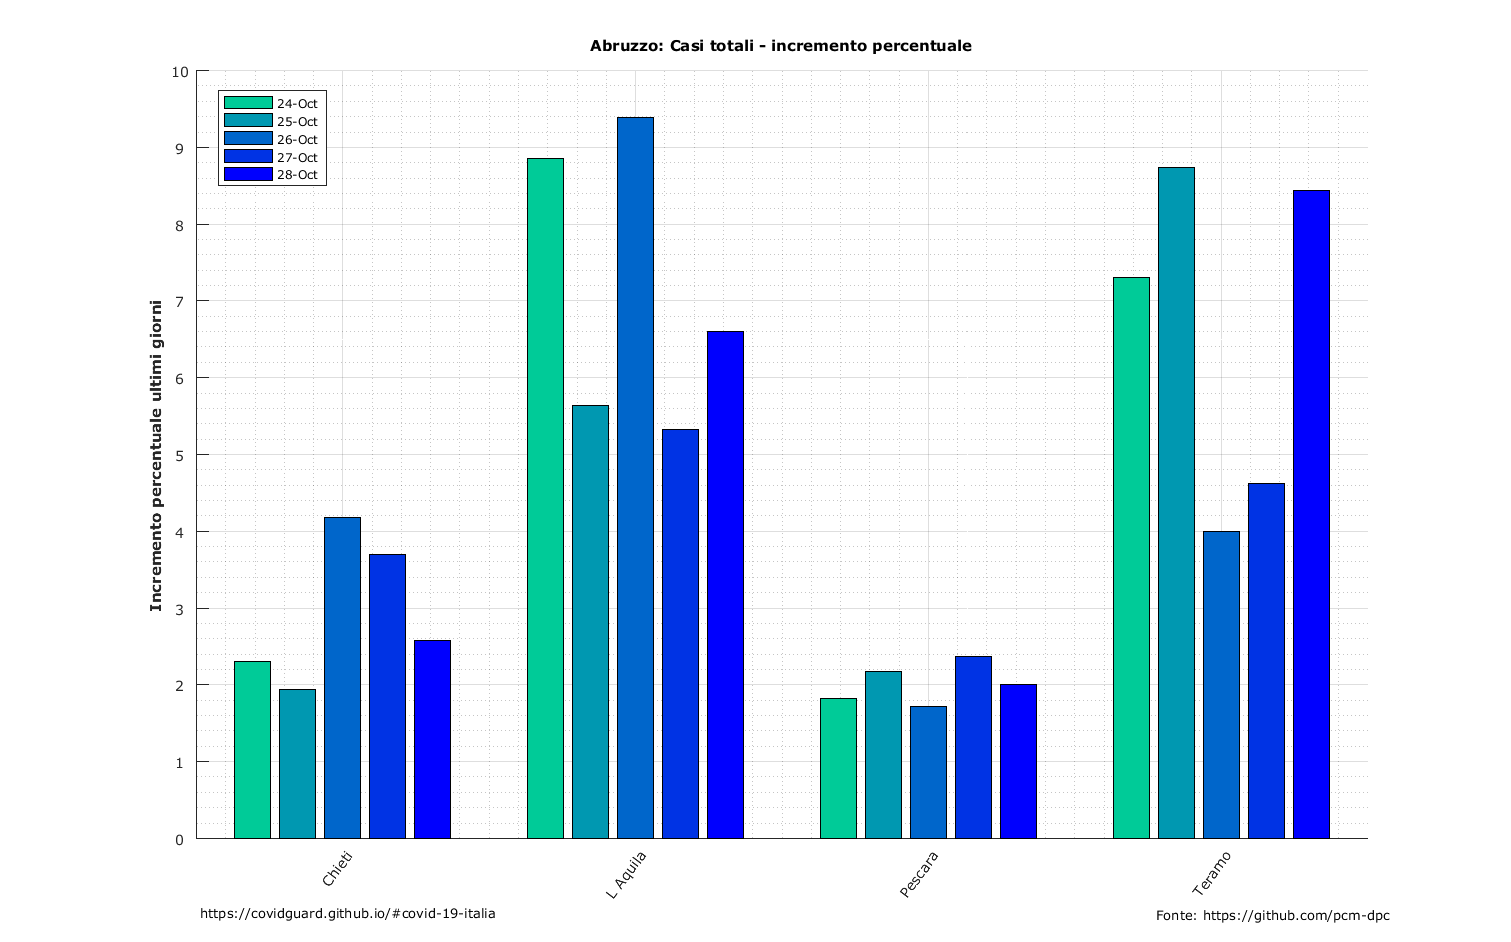 Abruzzo: Casi totali - incremento percentuale
10
9
8
7
6
5
4
3
2
1
0
Incremento percentuale ultimi giorni
24-Oct
25-Oct
26-Oct
27-Oct
28-Oct
Chieti
L Aquila
Pescara
Teramo
https://covidguard.github.io/#covid-19-italia
Fonte: https://github.com/pcm-dpc